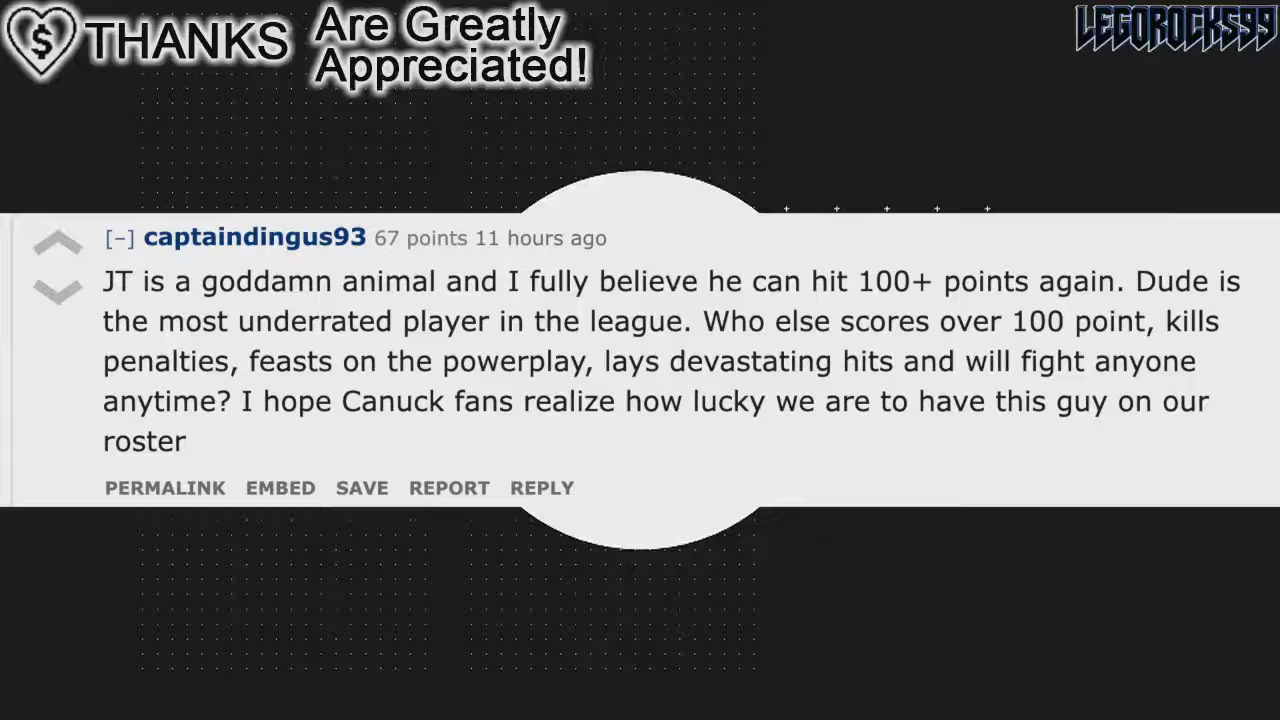 THANKS Are Greatly
Appreciated!
LEGOROCKS99
[–] captaindingus93 67 points 11 hours ago
JT is a goddamn animal and I fully believe he can hit 100+ points again. Dude is
the most underrated player in the league. Who else scores over 100 point, kills
penalties, feasts on the powerplay, lays devastating hits and will fight anyone
anytime? I hope Canuck fans realize how lucky we are to have this guy on our
roster
PERMALINK EMBED SAVE REPORT REPLY